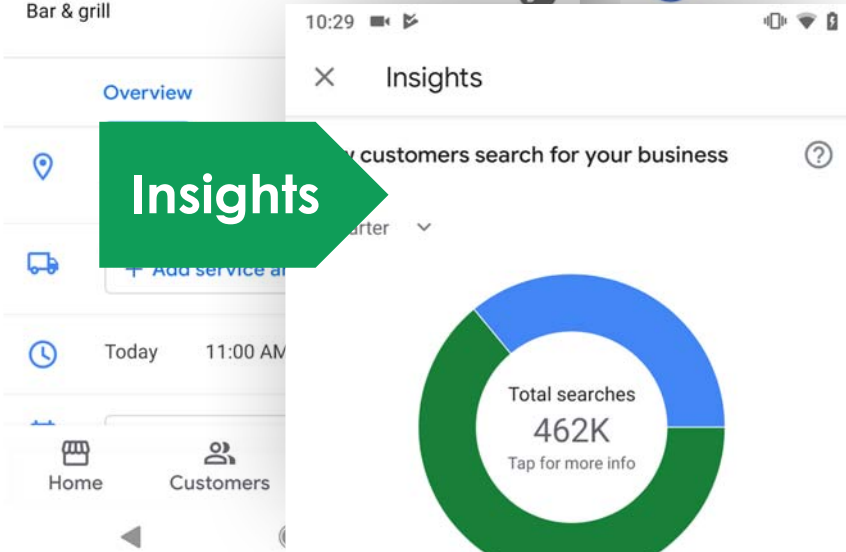 Bar & grill
Overview
+ Add service
Today 11:00 AM
Home
Customers
10:29
Insights
customers search for your business
Insights
Total searches
462K
Tap for more info